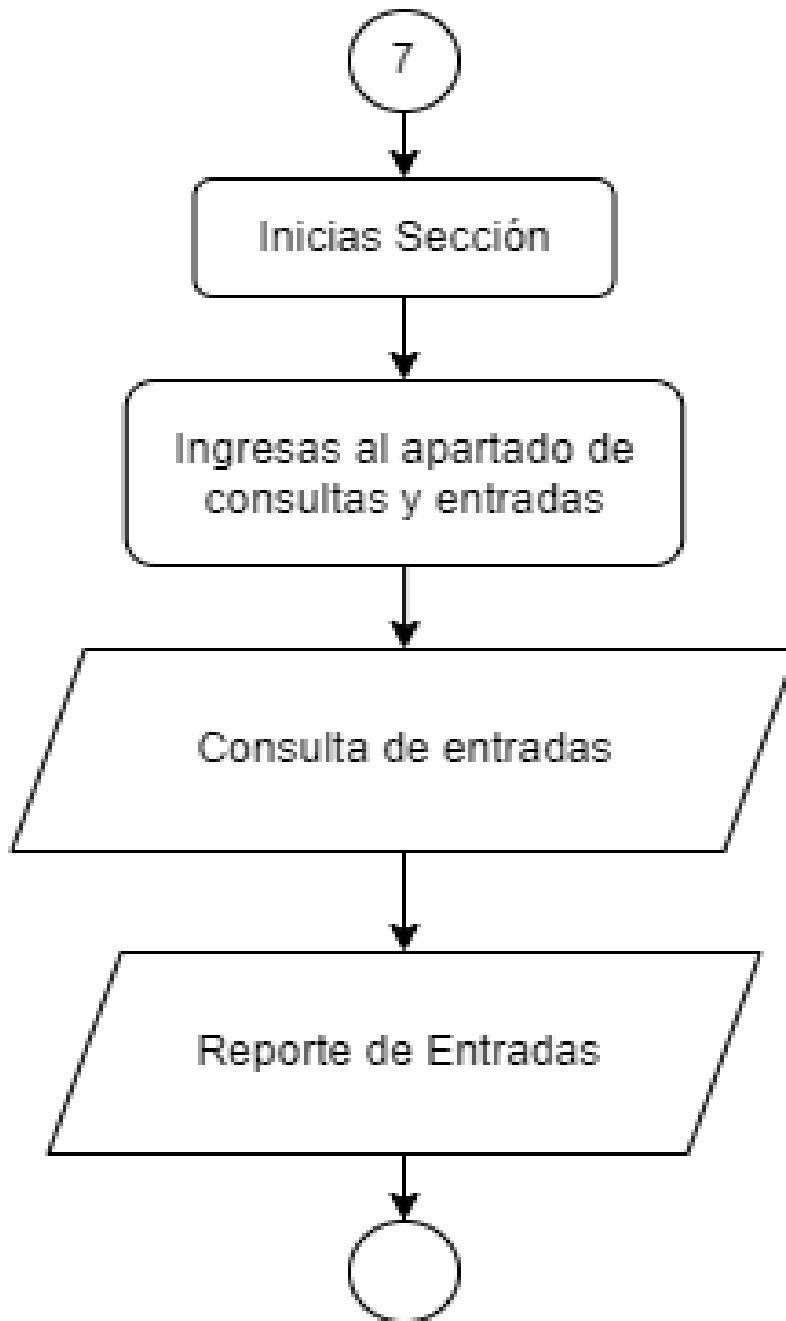 7
Inicias Sección
Ingresas al apartado de
consultas y entradas
Consulta de entradas
Reporte de Entradas